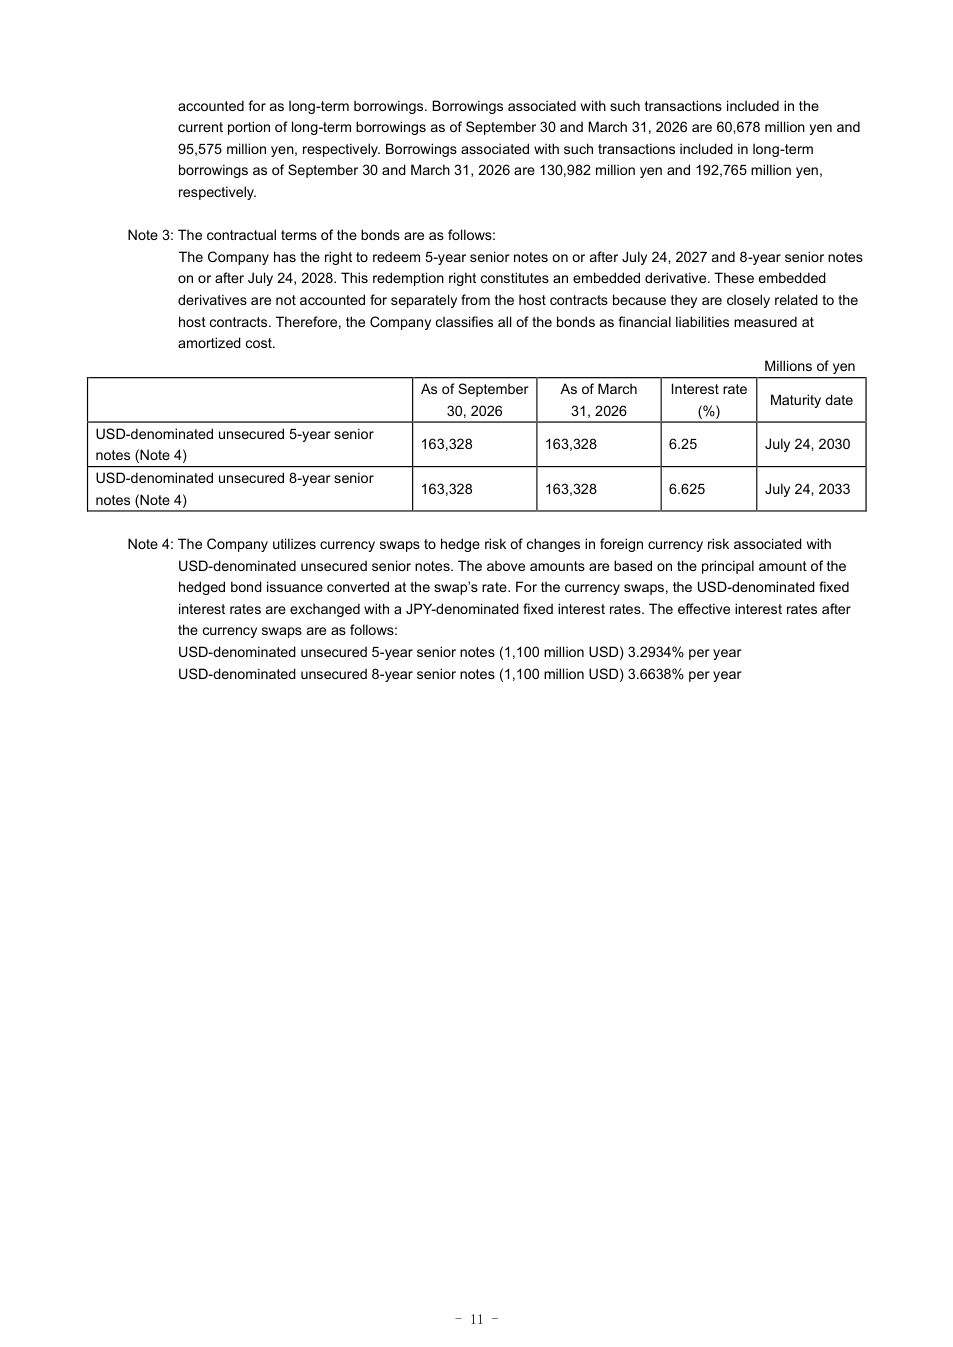 accounted for as long-term borrowings. Borrowings associated with such transactions included in the
current portion of long-term borrowings as of September 30 and March 31, 2026 are 60,678 million yen and
95,575 million yen, respectively. Borrowings associated with such transactions included in long-term
borrowings as of September 30 and March 31, 2026 are 130,982 million yen and 192,765 million yen,
respectively.
Note 3: The contractual terms of the bonds are as follows:
The Company has the right to redeem 5-year senior notes on or after July 24, 2027 and 8-year senior notes
on or after July 24, 2028. This redemption right constitutes an embedded derivative. These embedded
derivatives are not accounted for separately from the host contracts because they are closely related to the
host contracts. Therefore, the Company classifies all of the bonds as financial liabilities measured at
amortized cost.
Millions of yen
As of September 30, 2026 As of March 31, 2026 Interest rate (%) Maturity date
USD-denominated unsecured 5-year senior notes (Note 4) 163,328 163,328 6.25 July 24, 2030
USD-denominated unsecured 8-year senior notes (Note 4) 163,328 163,328 6.625 July 24, 2033
Note 4: The Company utilizes currency swaps to hedge risk of changes in foreign currency risk associated with
USD-denominated unsecured senior notes. The above amounts are based on the principal amount of the
hedged bond issuance converted at the swap's rate. For the currency swaps, the USD-denominated fixed
interest rates are exchanged with a JPY-denominated fixed interest rates. The effective interest rates after
the currency swaps are as follows:
USD-denominated unsecured 5-year senior notes (1,100 million USD) 3.2934% per year
USD-denominated unsecured 8-year senior notes (1,100 million USD) 3.6638% per year
- 11 -